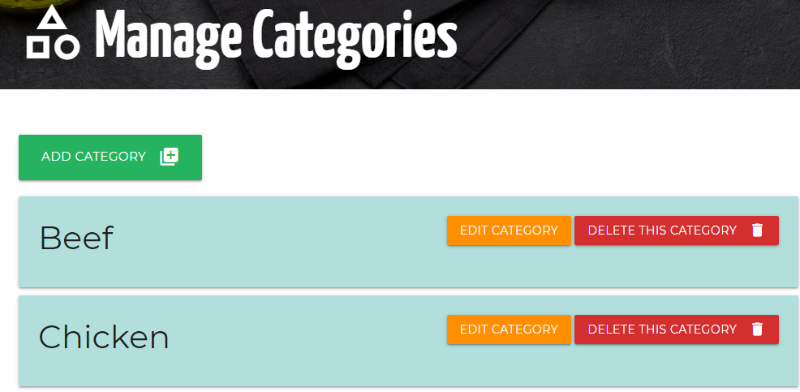 Manage Categories
ADD CATEGORY
Beef
EDIT CATEGORY
DELETE THIS CATEGORY
Chicken
EDIT CATEGORY
DELETE THIS CATEGORY